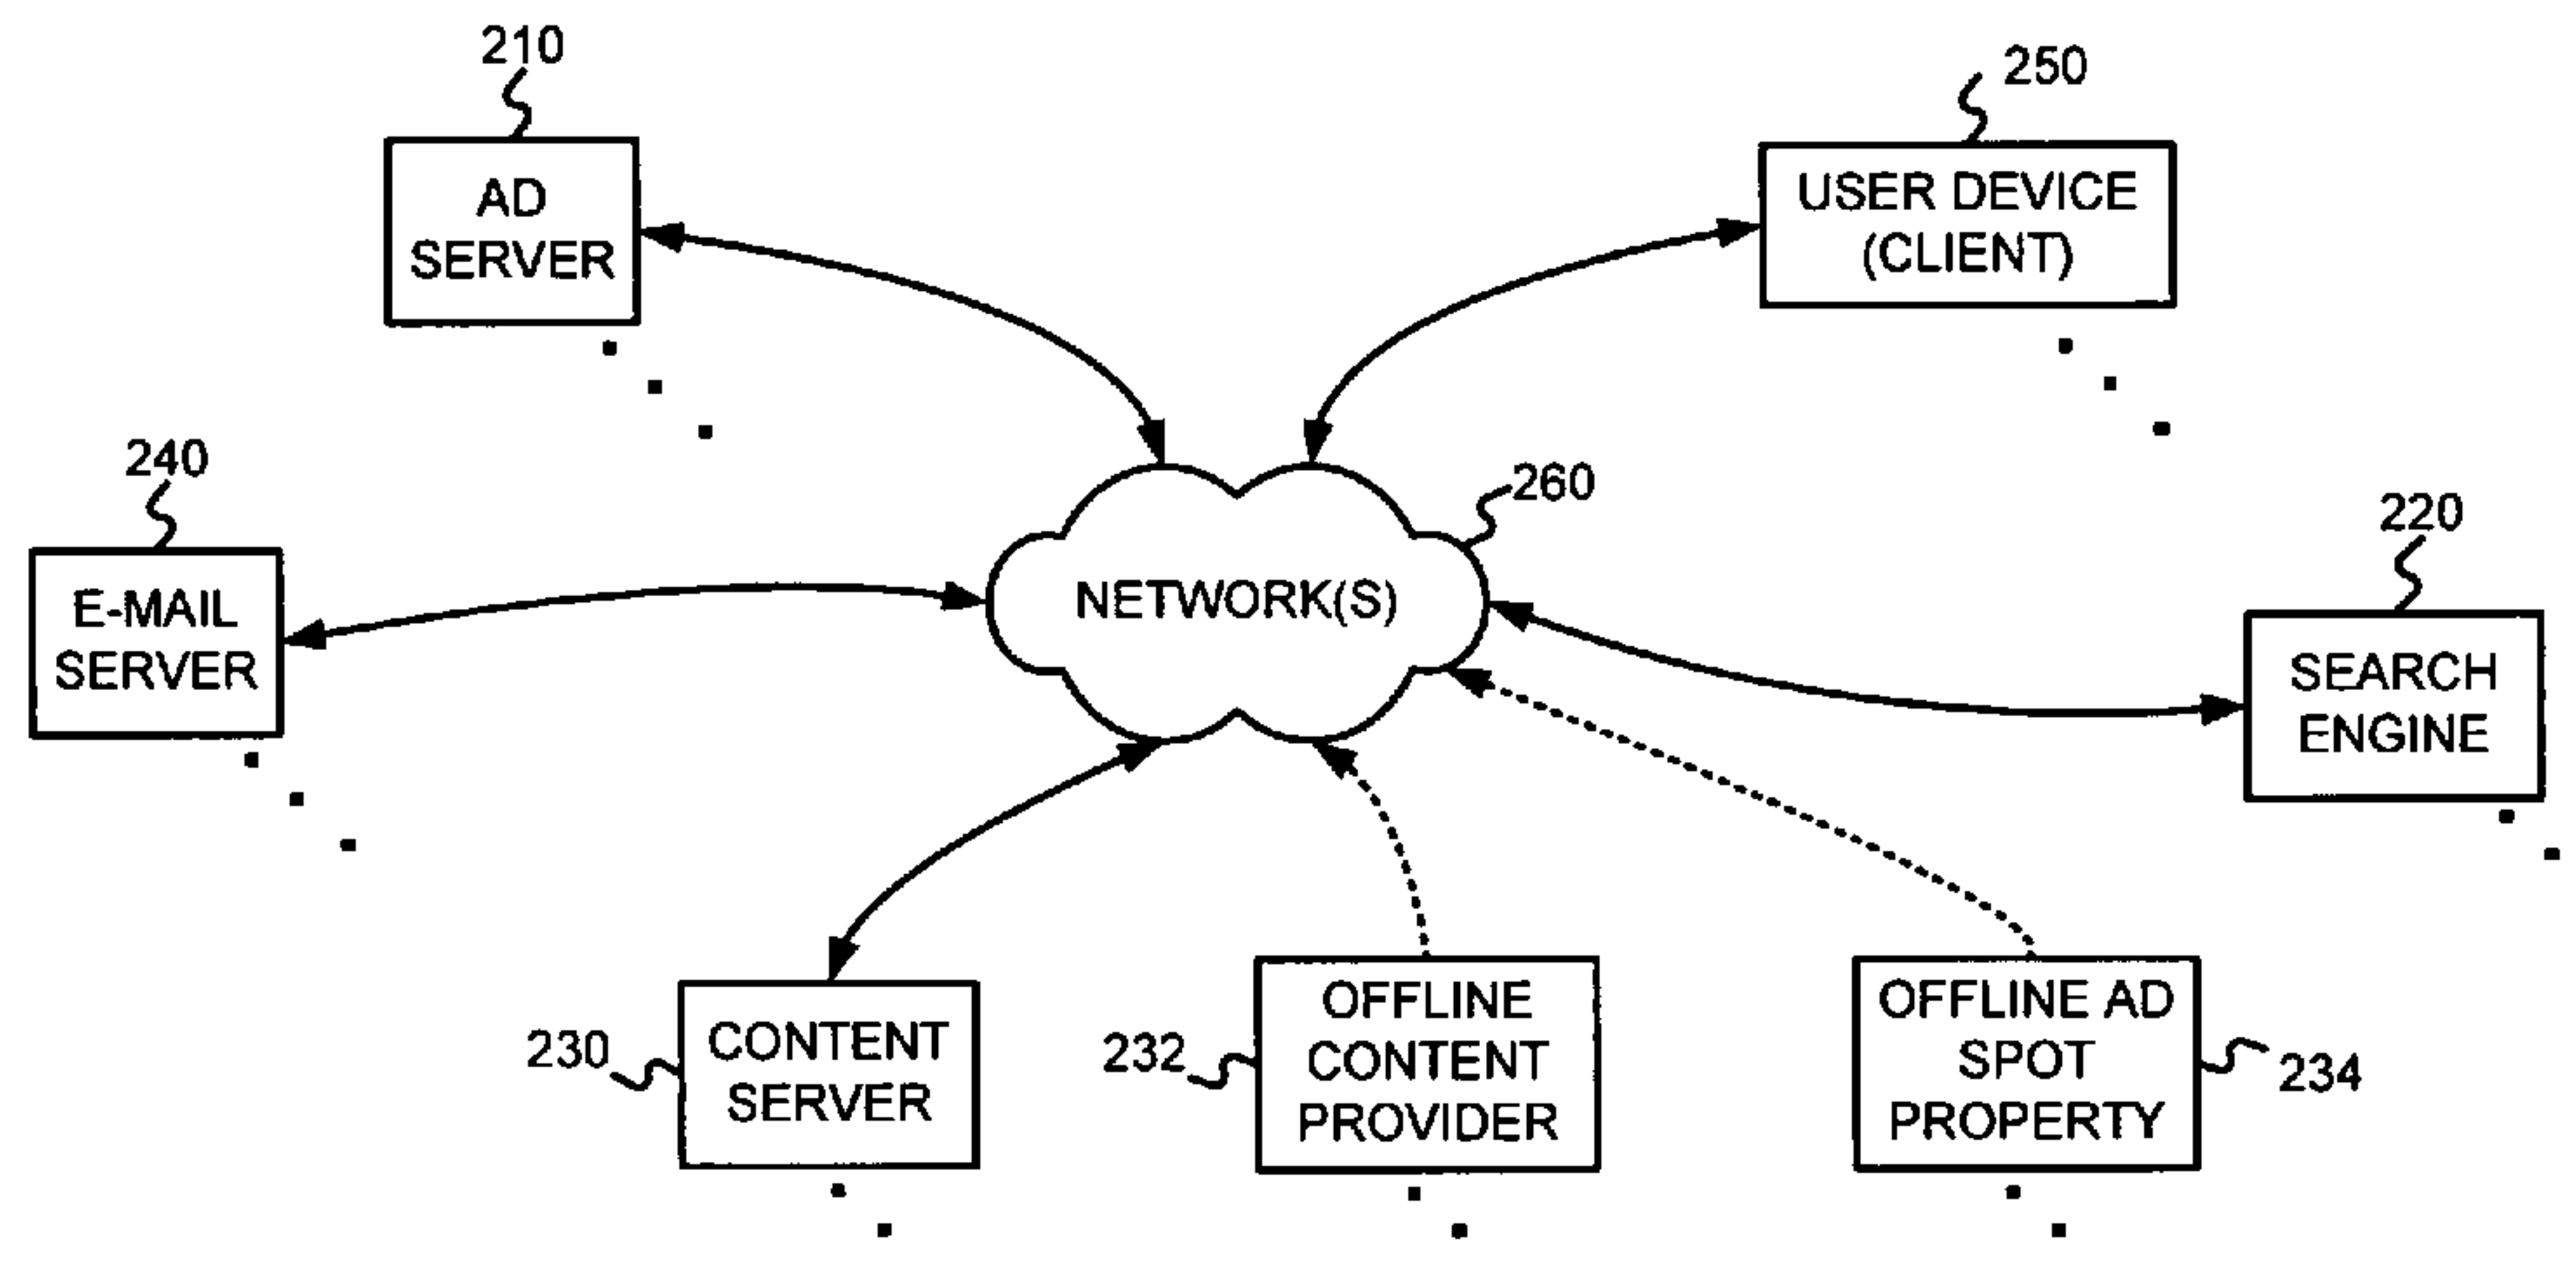 210
AD
SERVER
250
USER DEVICE
(CLIENT)
240
E-MAIL
SERVER
260
NETWORK(S)
220
SEARCH
ENGINE
230
CONTENT
SERVER
232
OFFLINE
CONTENT
PROVIDER
OFFLINE AD
SPOT
PROPERTY
234